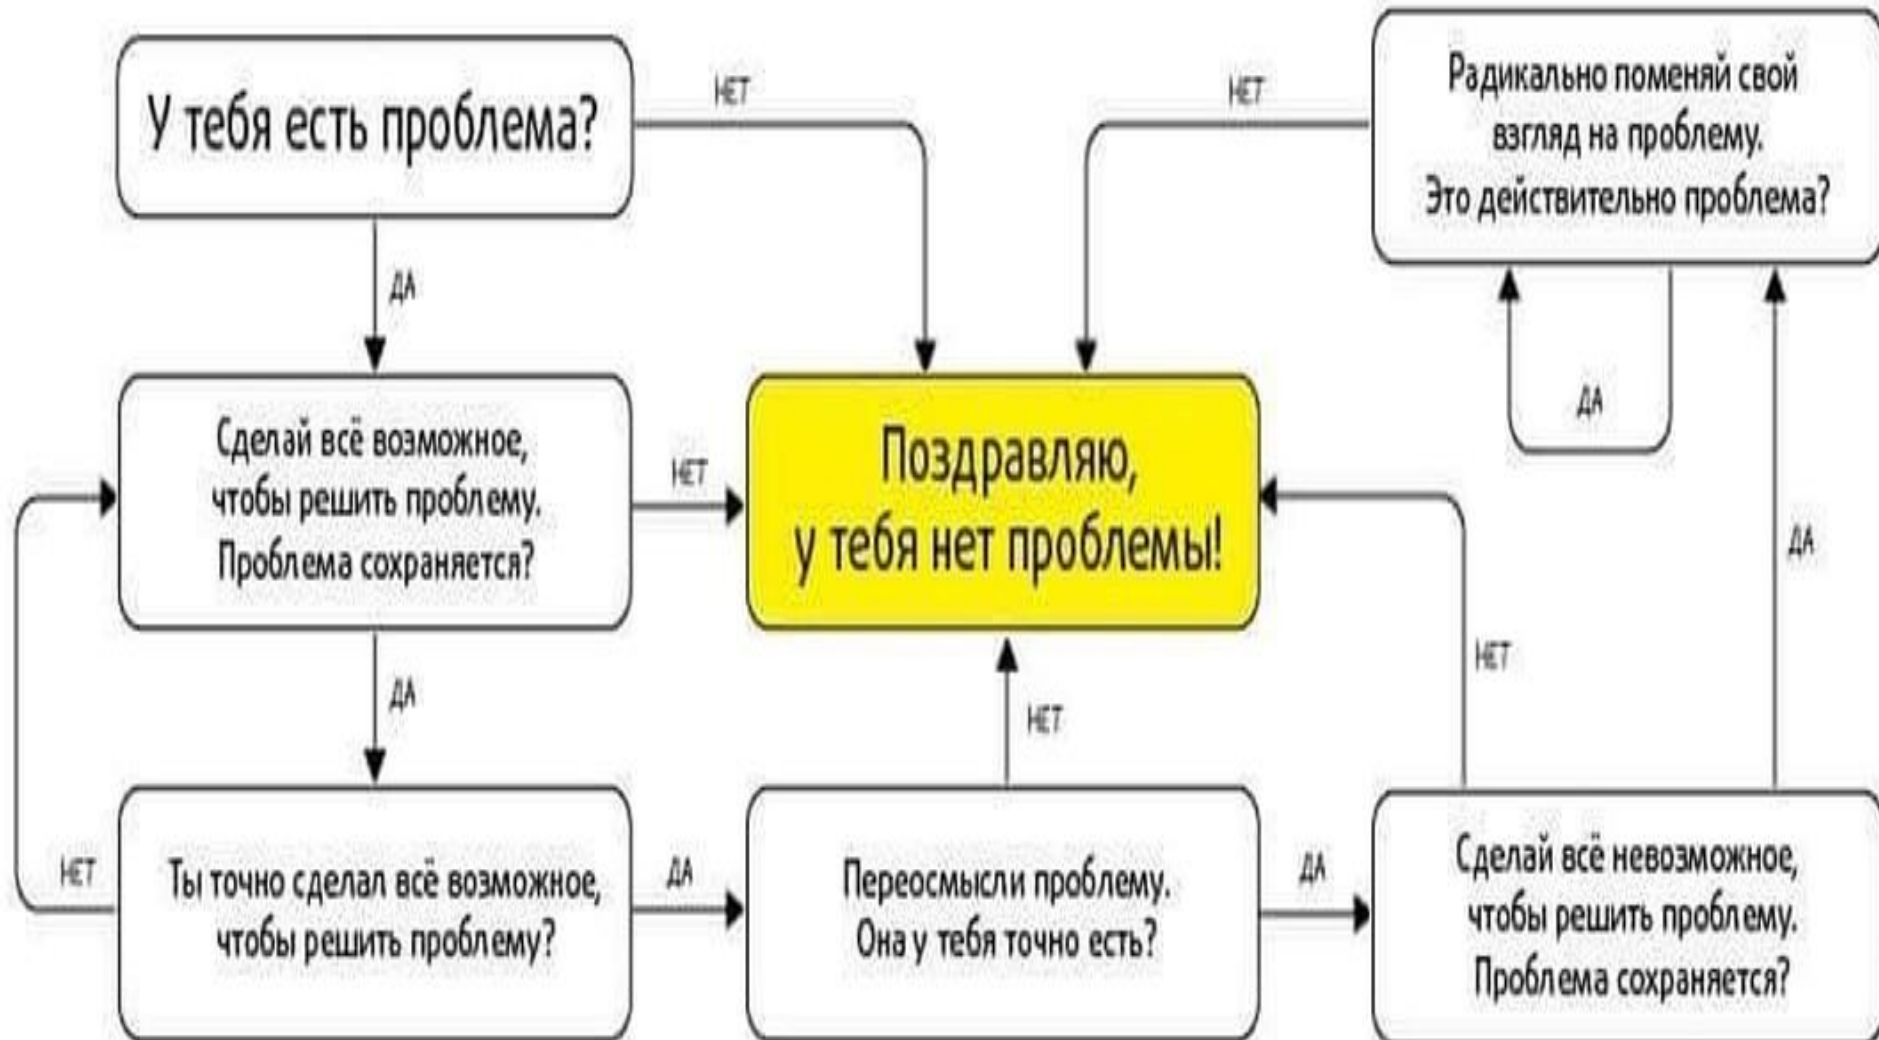 У тебя есть проблема?
НЕТ
ДА
НЕТ
Радикально поменяй свой
взгляд на проблему.
Это действительно проблема?
ДА
Сделай всё возможное,
чтобы решить проблему.
Проблема сохраняется?
НЕТ
ДА
Поздравляю,
у тебя нет проблемы!
НЕТ
НЕТ
ДА
Ты точно сделал всё возможное,
чтобы решить проблему?
НЕТ
ДА
Переосмысли проблему.
Она у тебя точно есть?
ДА
Сделай всё невозможное,
чтобы решить проблему.
Проблема сохраняется?